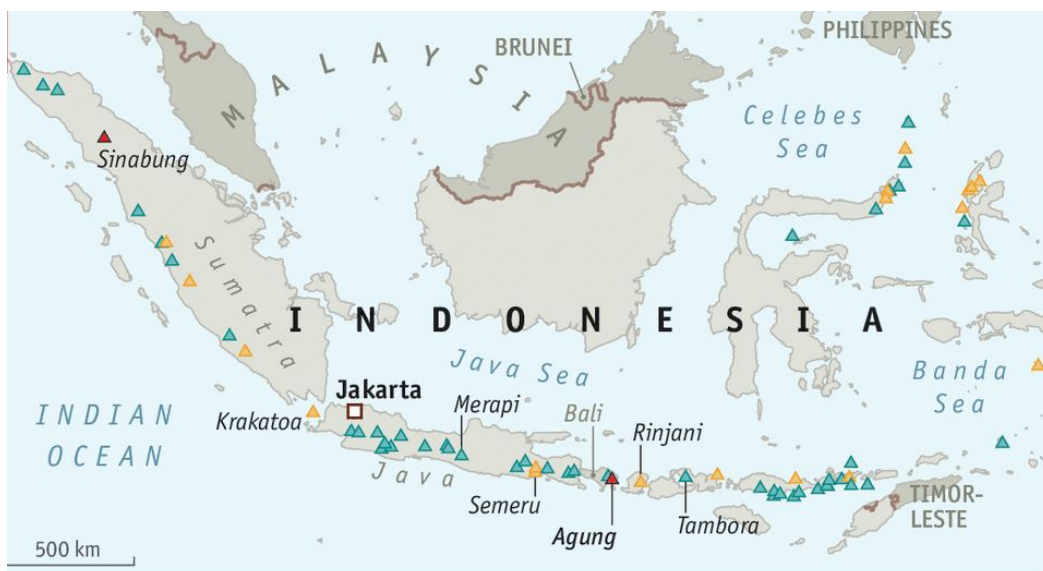 PHILIPPINES
BRUNEI
MALAYSIA
Celebes
Sea
Sinabung
Sumatra
INDONESIA
Java Sea
Banda
Sea
Jakarta
Krakatoa
Merapi
Bali
Rinjani
INDIAN
OCEAN
Java
Semeru
Agung
Tambora
TIMOR-
LESTE
500 km